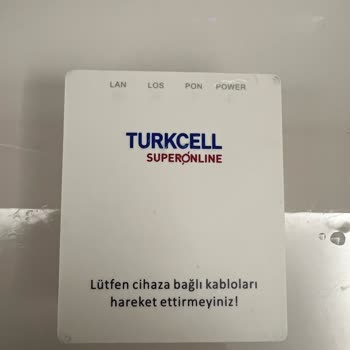 LAN LOS PON POWER
TURKCELL
SUPERONLINE
Lütfen cihaza bağlı kabloları
hareket ettirmeyiniz!